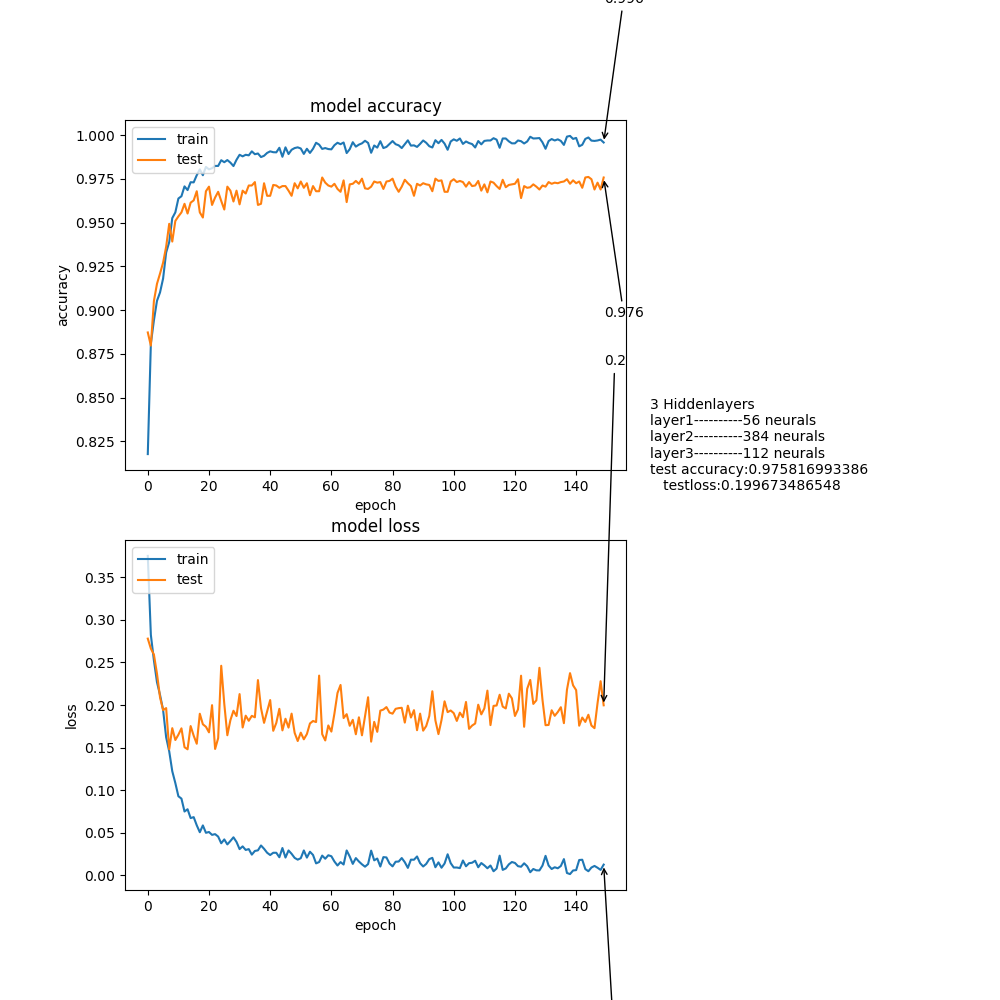 model accuracy
train
test
1.000
0.975
0.950
0.925
0.900
0.875
0.850
0.825
accuracy
0 20 40 60 80 100 120 140
epoch
0.976
0.2
3 Hiddenlayers
layer1----------56 neurals
layer2----------384 neurals
layer3----------112 neurals
test accuracy:0.975816993386
testloss:0.199673486548
model loss
train
test
0.35
0.30
0.25
0.20
0.15
0.10
0.05
0.00
loss
0 20 40 60 80 100 120 140
epoch